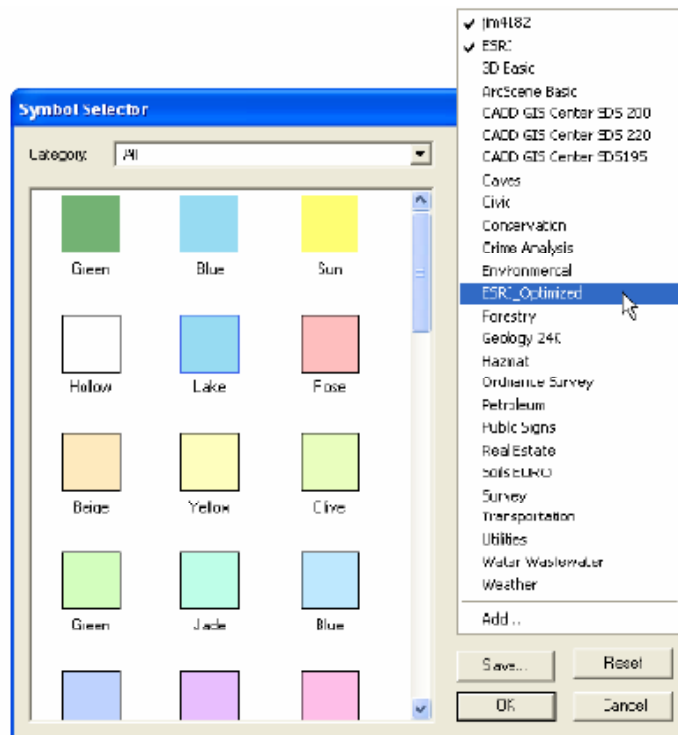 jim4182
ESRI
3D Basic
ArcScene Basic
CADD GIS Center SDS 200
CADD GIS Center SDS 220
CADD GIS Center SDS195
Caves
Civic
Conservation
Crime Analysis
Environmental
ESRI_Optimized
Forestry
Geology 24K
Hazmat
Ordnance Survey
Petroleum
Public Signs
Real Estate
Soils EURO
Survey
Transportation
Utilities
Water Wastewater
Weather
Add...
Symbol Selector
Category: All
Green Blue Sun
Hollow Lake Rose
Beige Yellow Olive
Green Jade Blue
Save... Reset
OK Cancel